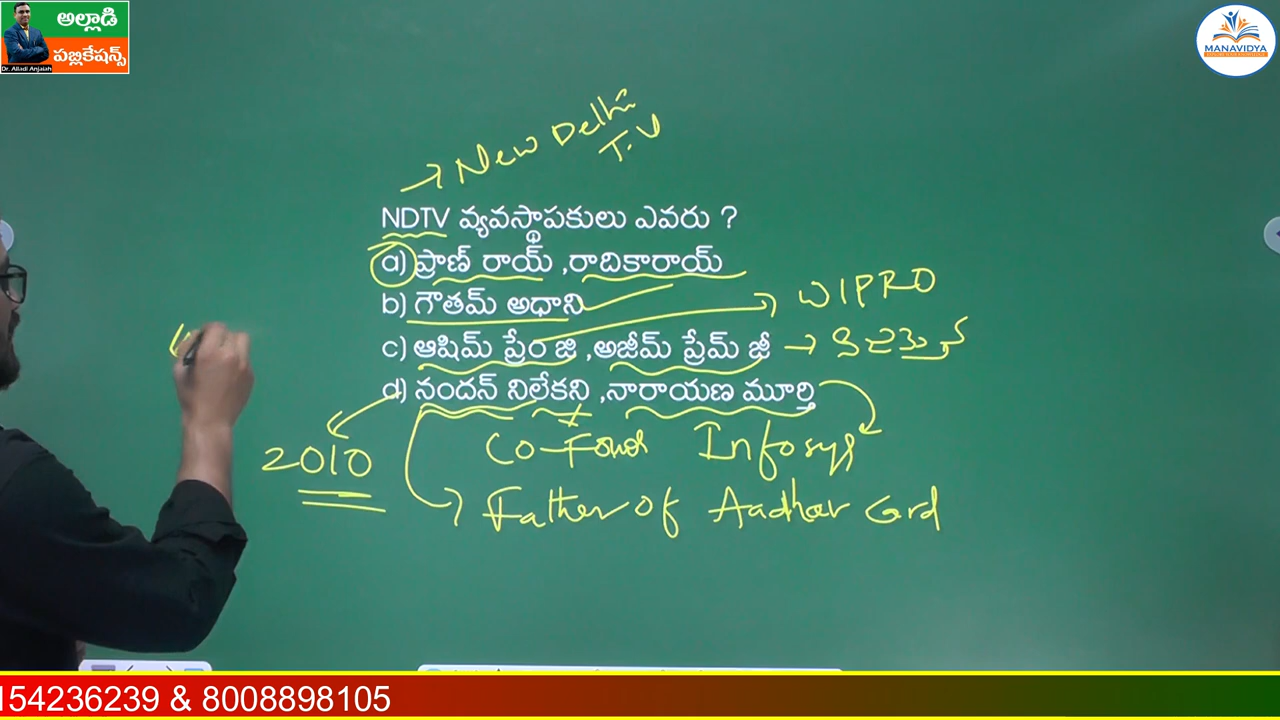 అల్లాడి
పబ్లికేషన్స్
Dr. Alladi Anjaiah
MANAVIDYA
New Delhi
T.V
NDTV వ్యవస్థాపకులు ఎవరు ?
a) ప్రాణ్ రాయ్ ,రాదికారాయ్
b) గౌతమ్ అధాని
WIPRO
c) ఆషిమ్ ప్రేం జి ,అజీమ్ ప్రేమ్ జీ
d) నందన్ నిలేకని ,నారాయణ మూర్తి
2010
Co-Foud Infosys
Father of Aadhar Card
154236239 & 8008898105